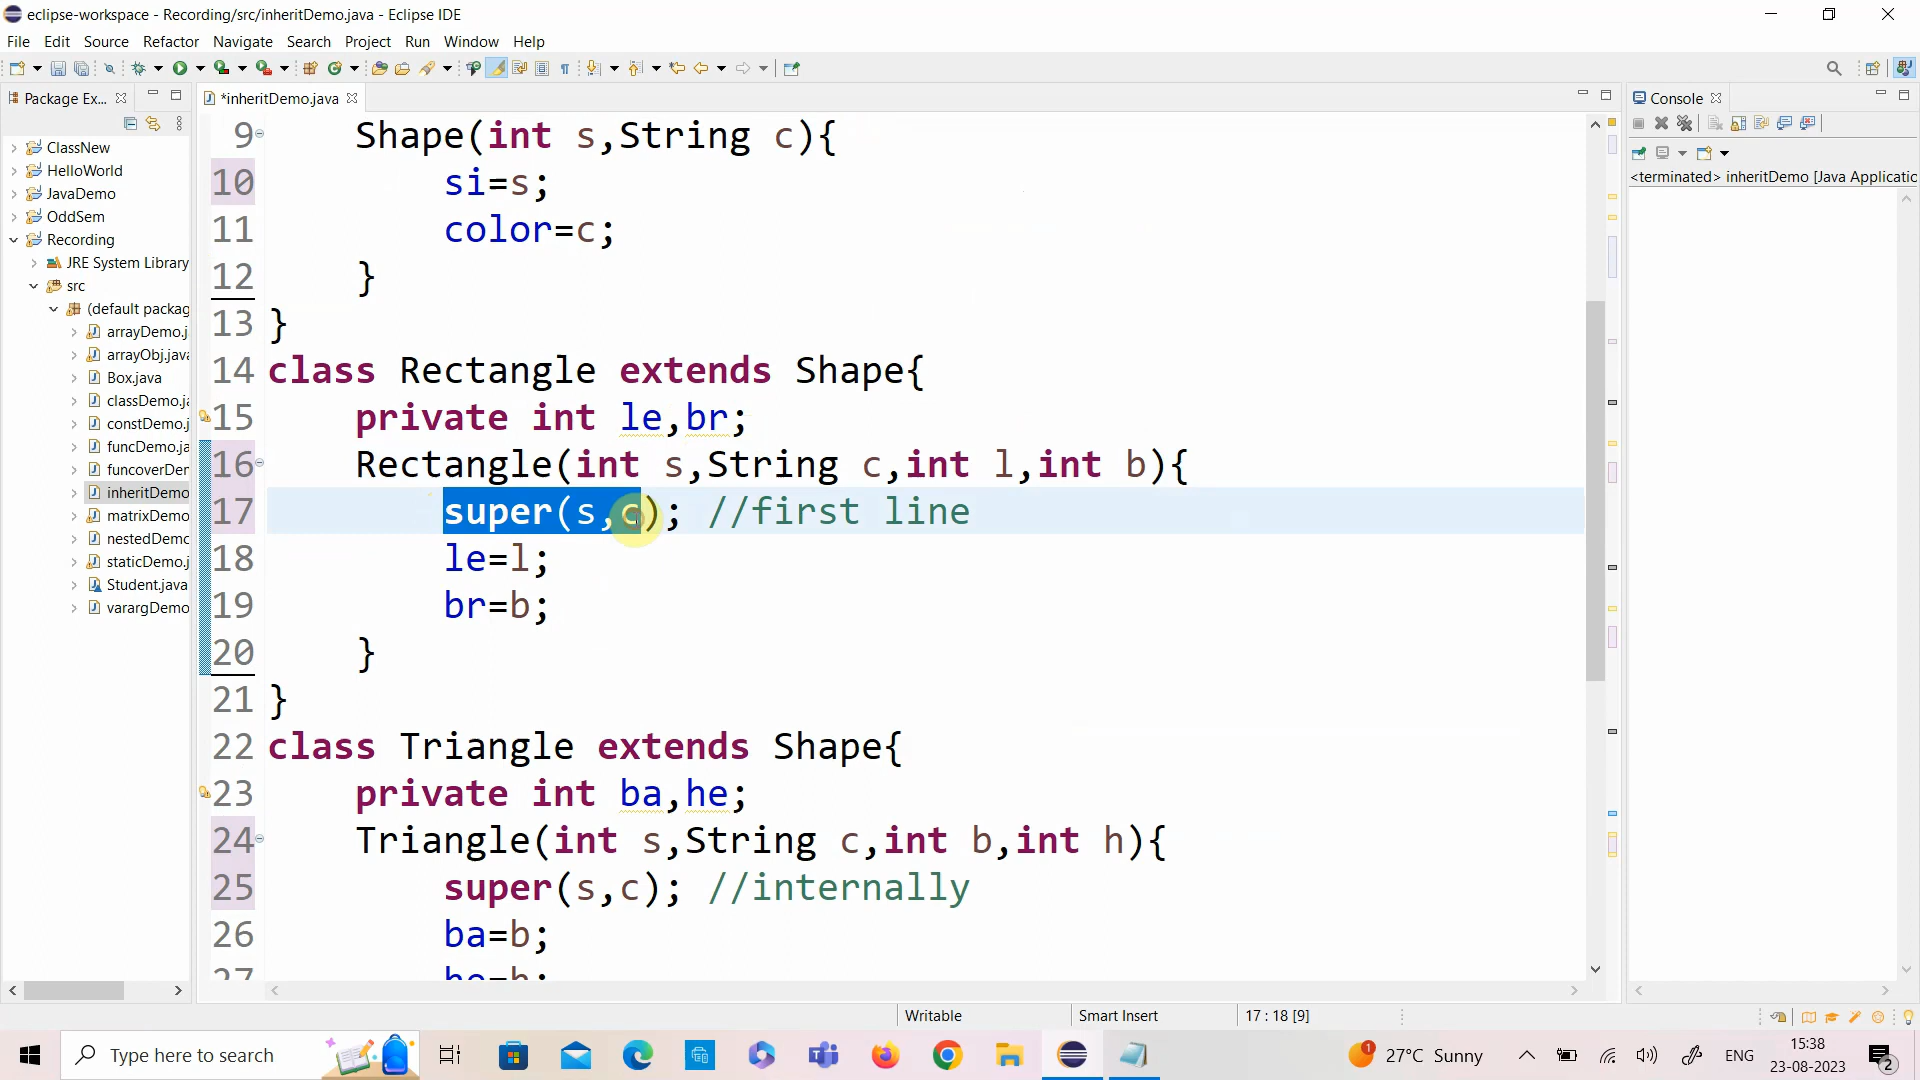 eclipse-workspace - Recording/src/inheritDemo.java - Eclipse IDE
File Edit Source Refactor Navigate Search Project Run Window Help
Package Ex...
*inheritDemo.java
Console
ClassNew
HelloWorld
JavaDemo
OddSem
Recording
JRE System Library
src
(default packag
arrayDemo.j
arrayObj.java
Box.java
classDemo.ja
constDemo.
funcDemo.ja
funcoverDer
inheritDemo
matrixDemo
nestedDemc
staticDemo.j
Student.java
varargDemo
9 Shape(int s,String c){
10 si=s;
11 color=c;
12 }
13 }
14 class Rectangle extends Shape{
15 private int le,br;
16 Rectangle(int s,String c,int l,int b){
17 super(s,c); //first line
18 le=l;
19 br=b;
20 }
21 }
22 class Triangle extends Shape{
23 private int ba,he;
24 Triangle(int s,String c,int b,int h){
25 super(s,c); //internally
26 ba=b;
27 he=h;
<terminated> inheritDemo [Java Applicatio
Writable
Smart Insert
17 : 18 [9]
Type here to search
1
27°C Sunny
ENG
15:38
23-08-2023
2